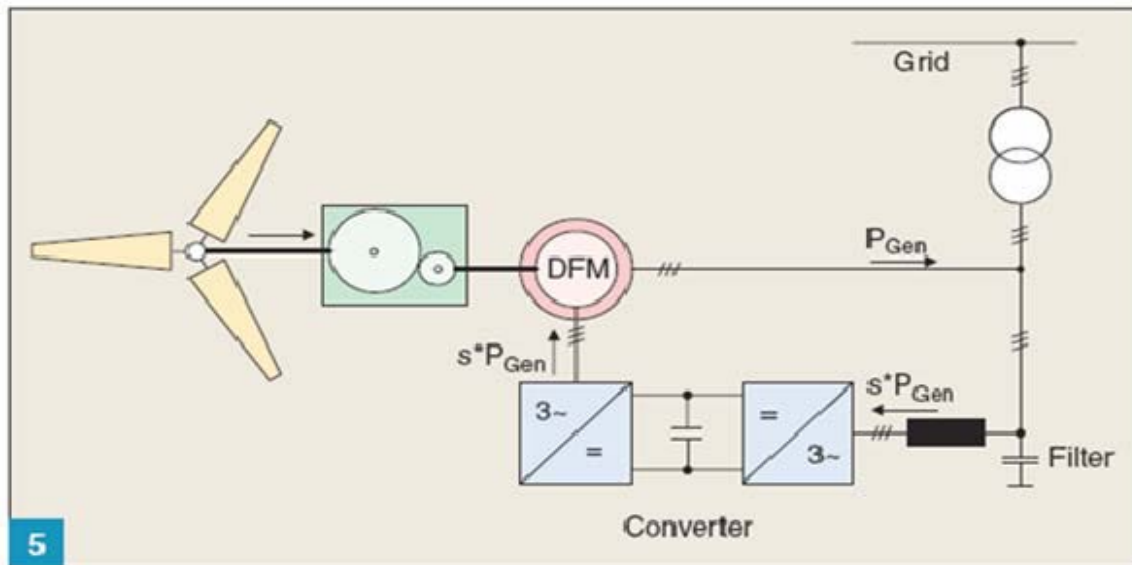 Grid
P_Gen
DFM
s*P_Gen
s*P_Gen
3~
=
=
3~
Filter
Converter
5